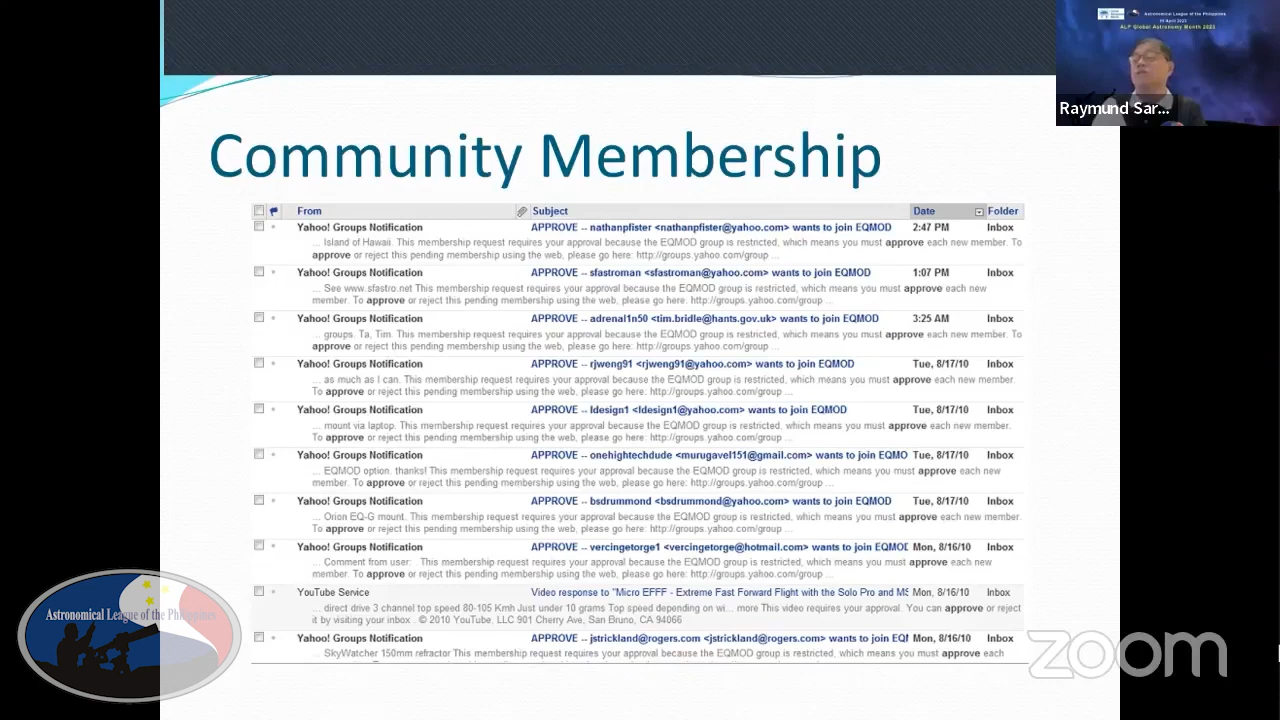 Astronomical League of the Philippines
ALP Global Astronomy Month 2023
Raymund Sar...
Community Membership
From Subject Date Folder
Yahoo! Groups Notification APPROVE -- nathanpfister <nathanpfister@yahoo.com> wants to join EQMOD 2:47 PM Inbox
... Island of Hawaii. This membership request requires your approval because the EQMOD group is restricted, which means you must approve each new member. To
approve or reject this pending membership using the web, please go here: http://groups.yahoo.com/group ...
Yahoo! Groups Notification APPROVE -- sfastroman <sfastroman@yahoo.com> wants to join EQMOD 1:07 PM Inbox
... See www.sfastro.net This membership request requires your approval because the EQMOD group is restricted, which means you must approve each new
member. To approve or reject this pending membership using the web, please go here: http://groups.yahoo.com/group ...
Yahoo! Groups Notification APPROVE -- adrenal1n50 <tim.bridle@hants.gov.uk> wants to join EQMOD 3:25 AM Inbox
... groups. Ta, Tim. This membership request requires your approval because the EQMOD group is restricted, which means you must approve each new member. To
approve or reject this pending membership using the web, please go here: http://groups.yahoo.com/group ...
Yahoo! Groups Notification APPROVE -- rjweng91 <rjweng91@yahoo.com> wants to join EQMOD Tue, 8/17/10 Inbox
... as much as I can. This membership request requires your approval because the EQMOD group is restricted, which means you must approve each new member.
To approve or reject this pending membership using the web, please go here: http://groups.yahoo.com/group ...
Yahoo! Groups Notification APPROVE -- ldesign1 <ldesign1@yahoo.com> wants to join EQMOD Tue, 8/17/10 Inbox
... mount via laptop. This membership request requires your approval because the EQMOD group is restricted, which means you must approve each new member.
To approve or reject this pending membership using the web, please go here: http://groups.yahoo.com/group ...
Yahoo! Groups Notification APPROVE -- onehightechdude <murugavel151@gmail.com> wants to join EQMO Tue, 8/17/10 Inbox
... EQMOD option. thanks! This membership request requires your approval because the EQMOD group is restricted, which means you must approve each new
member. To approve or reject this pending membership using the web, please go here: http://groups.yahoo.com/group ...
Yahoo! Groups Notification APPROVE -- bsdrummond <bsdrummond@yahoo.com> wants to join EQMOD Tue, 8/17/10 Inbox
... Orion EQ-G mount. This membership request requires your approval because the EQMOD group is restricted, which means you must approve each new member.
To approve or reject this pending membership using the web, please go here: http://groups.yahoo.com/group ...
Yahoo! Groups Notification APPROVE -- vercingetorge1 <vercingetorge@hotmail.com> wants to join EQMOD Mon, 8/16/10 Inbox
... Comment from user: This membership request requires your approval because the EQMOD group is restricted, which means you must approve each new
member. To approve or reject this pending membership using the web, please go here: http://groups.yahoo.com/group ...
YouTube Service Video response to "Micro EFFF - Extreme Fast Forward Flight with the Solo Pro and MS Mon, 8/16/10 Inbox
... direct drive 3 channel top speed 80-105 Kmh Just under 10 grams Top speed depending on wi... more This video requires your approval. You can approve or reject
it by visiting your inbox . © 2010 YouTube, LLC 901 Cherry Ave, San Bruno, CA 94066
Yahoo! Groups Notification APPROVE -- jstrickland@rogers.com <jstrickland@rogers.com> wants to join EQI Mon, 8/16/10 Inbox
... SkyWatcher 150mm refractor This membership request requires your approval because the EQMOD group is restricted, which means you must approve each
Astronomical League of the Philippines
zoom